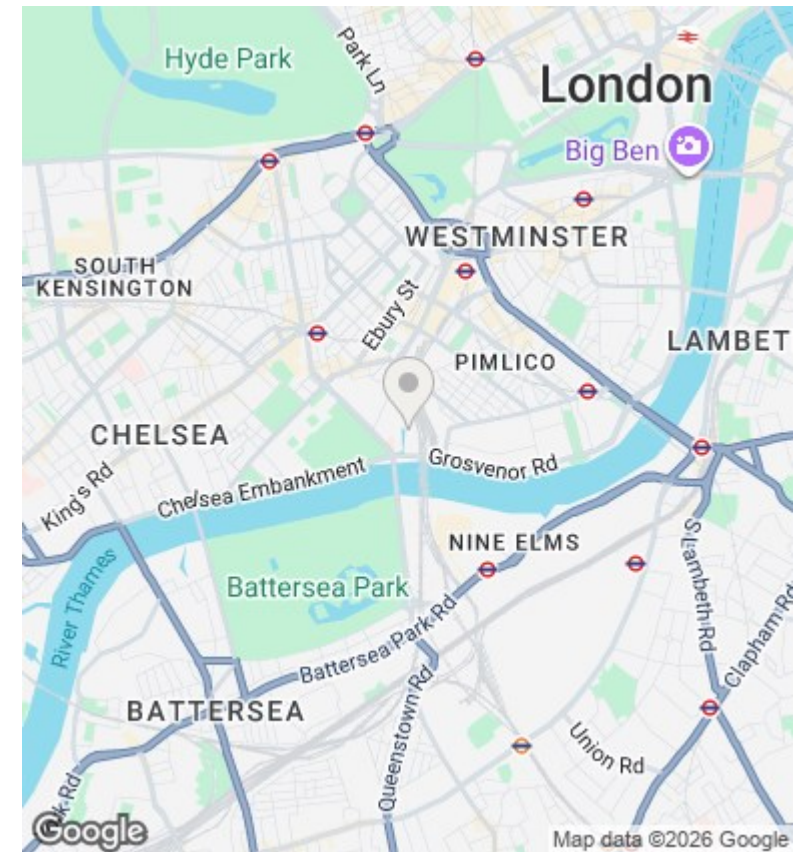 Hyde Park
Park Ln
London
Big Ben
WESTMINSTER
SOUTH
KENSINGTON
Ebury St
LAMBET
PIMLICO
CHELSEA
King's Rd
Chelsea Embankment
Grosvenor Rd
NINE ELMS
River Thames
Battersea Park
S Lambeth Rd
Clapham Rd
Battersea Park Rd
BATTERSEA
Queenstown Rd
Union Rd
Rd
Google
Map data ©2026 Google